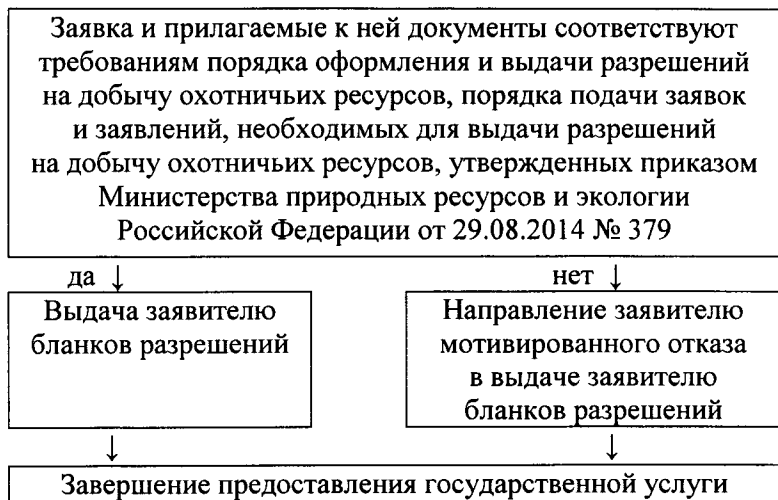 Заявка и прилагаемые к ней документы соответствуют
требованиям порядка оформления и выдачи разрешений
на добычу охотничьих ресурсов, порядка подачи заявок
и заявлений, необходимых для выдачи разрешений
на добычу охотничьих ресурсов, утвержденных приказом
Министерства природных ресурсов и экологии
Российской Федерации от 29.08.2014 № 379
да ↓
нет ↓
Выдача заявителю
бланков разрешений
Направление заявителю
мотивированного отказа
в выдаче заявителю
бланков разрешений
↓
↓
Завершение предоставления государственной услуги